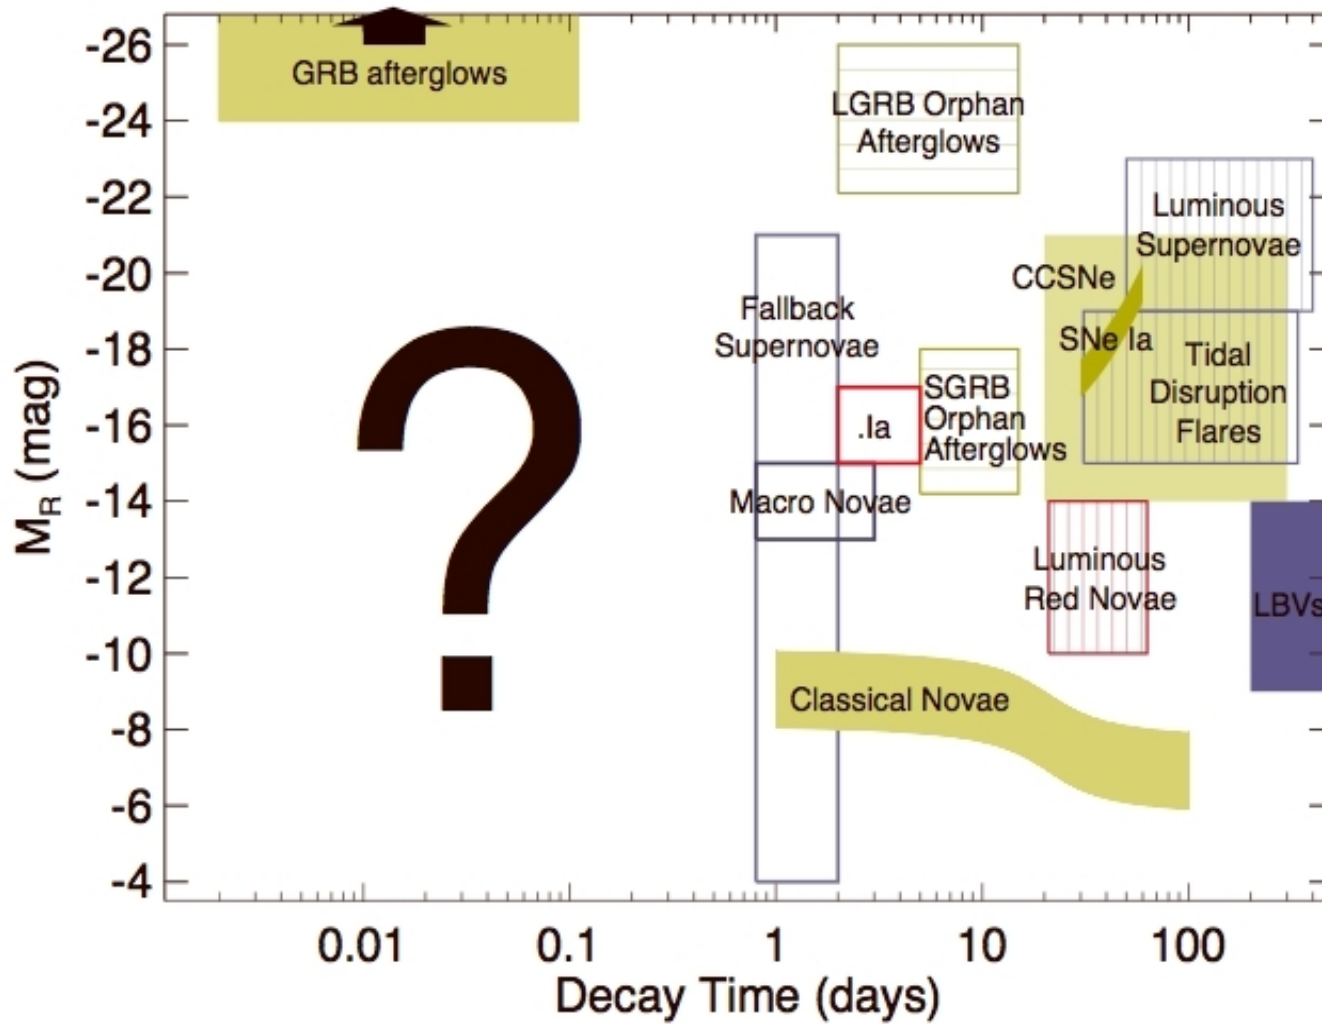 -26
-24
-22
-20
-18
-16
-14
-12
-10
-8
-6
-4
M_R (mag)
GRB afterglows
LGRB Orphan
Afterglows
Luminous
Supernovae
CCSNe
Fallback
Supernovae
SNe Ia
Tidal
Disruption
Flares
SGRB
Orphan
Afterglows
.Ia
Macro Novae
Luminous
Red Novae
LBVs
Classical Novae
?
0.01 0.1 1 10 100
Decay Time (days)